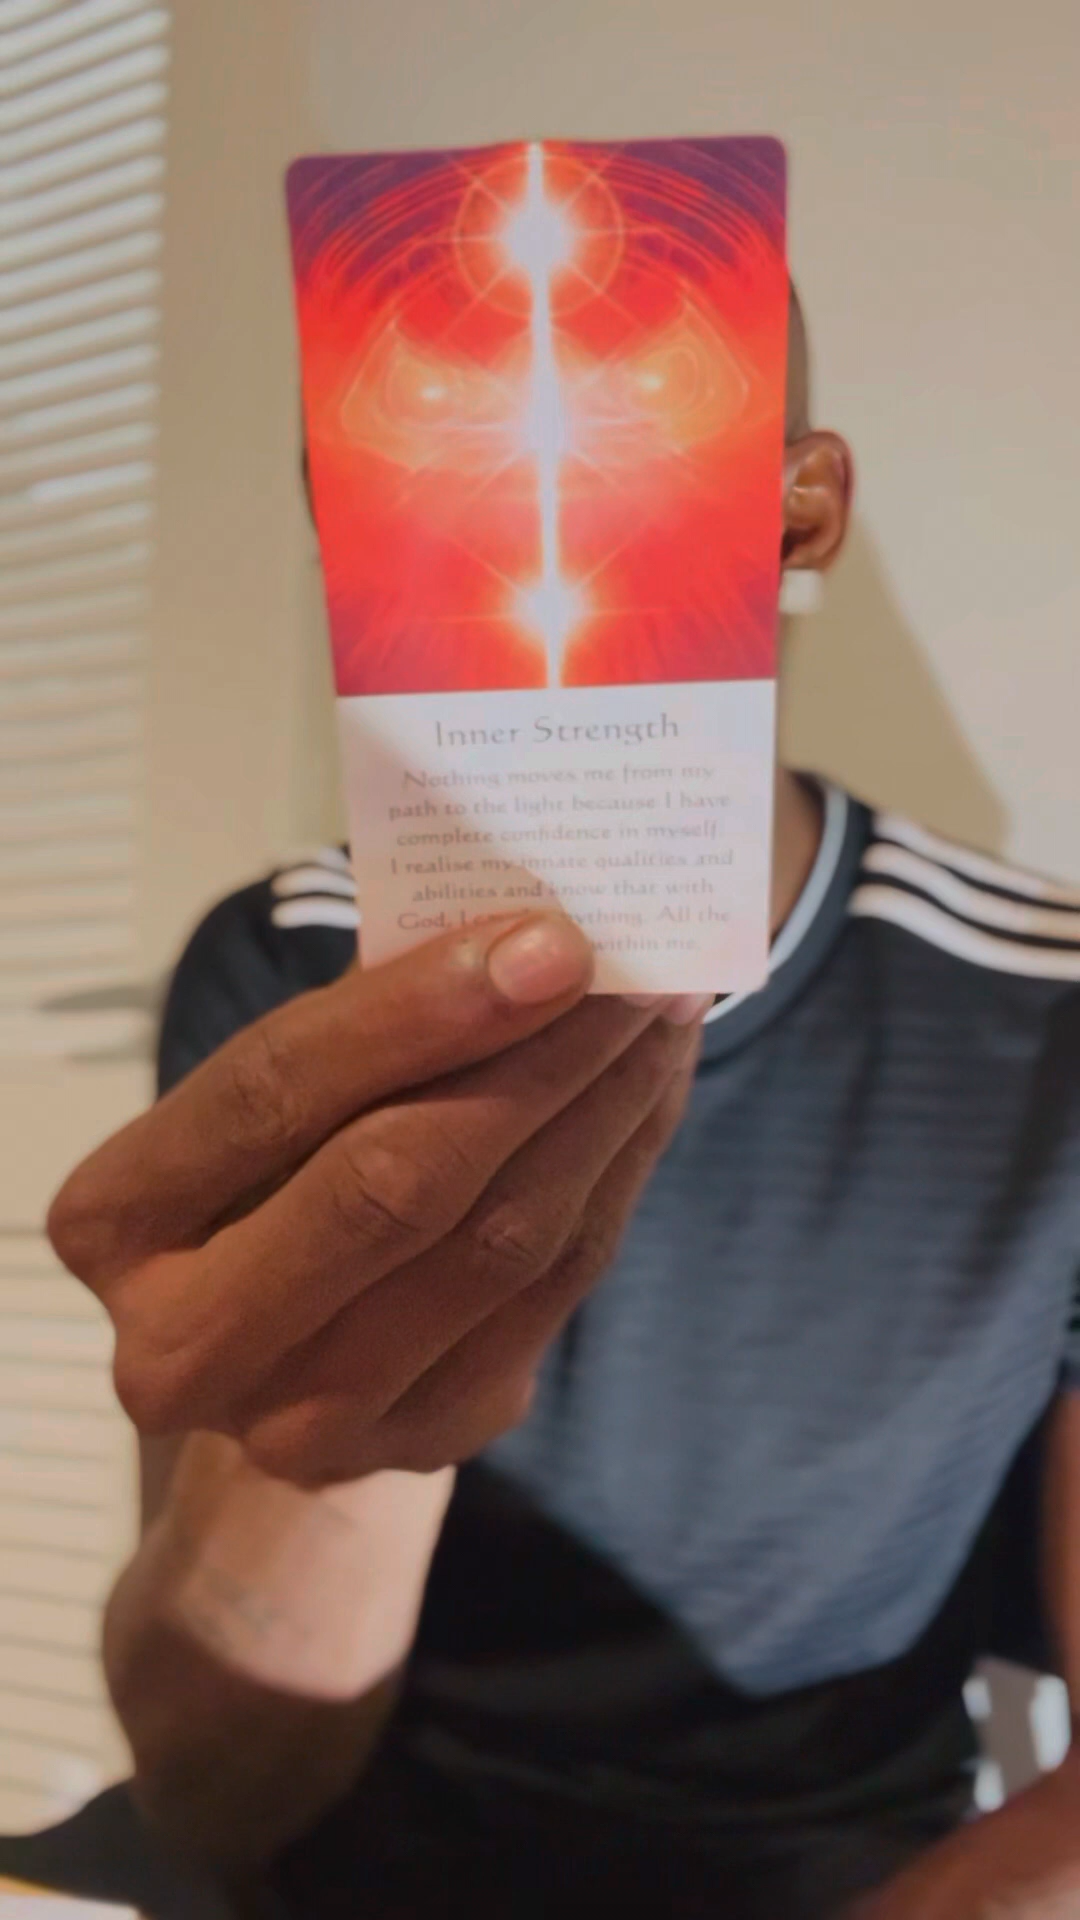 Inner Strength
Nothing moves me from my
path to the light because I have
complete confidence in myself.
I realise my innate qualities and
abilities and know that with
God, I anything. All the
within me.